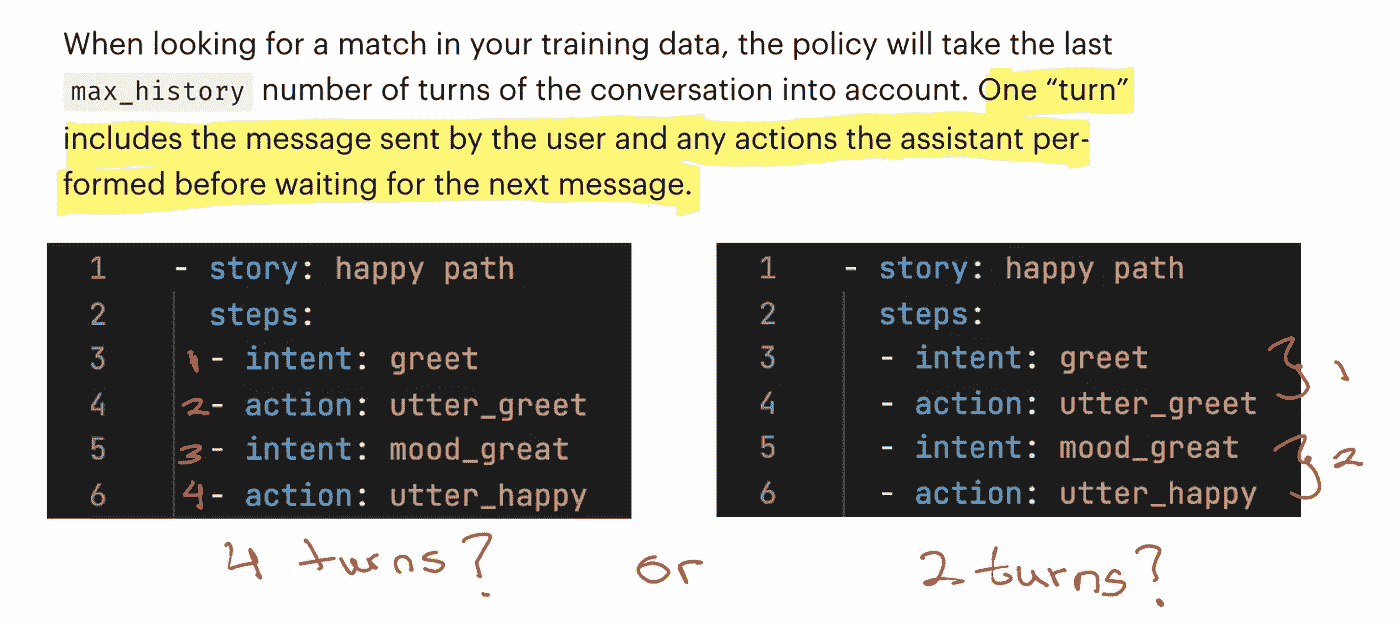 When looking for a match in your training data, the policy will take the last
max_history number of turns of the conversation into account. One “turn”
includes the message sent by the user and any actions the assistant per-
formed before waiting for the next message.
1 - story: happy path
2 steps:
3 1 - intent: greet
4 2 - action: utter_greet
5 3 - intent: mood_great
6 4 - action: utter_happy
1 - story: happy path
2 steps:
3 - intent: greet
4 - action: utter_greet
1
5 - intent: mood_great
6 - action: utter_happy
2
4 turns? or 2 turns?